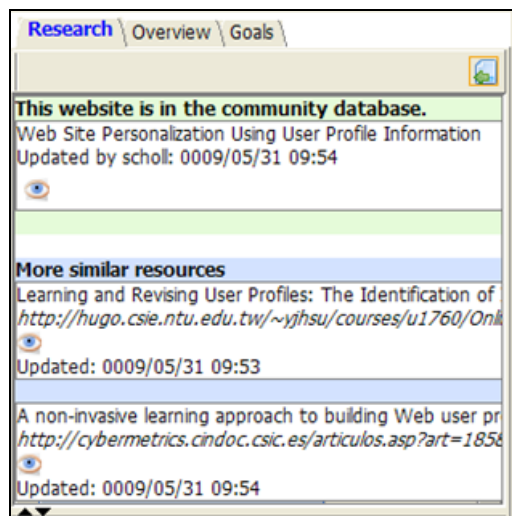 Research Overview Goals
This website is in the community database.
Web Site Personalization Using User Profile Information
Updated by scholl: 0009/05/31 09:54
More similar resources
Learning and Revising User Profiles: The Identification of
http://hugo.csie.ntu.edu.tw/~yjhsu/courses/u1760/Onli
Updated: 0009/05/31 09:53
A non-invasive learning approach to building Web user pr
http://cybermetrics.cindoc.csic.es/articulos.asp?art=1858
Updated: 0009/05/31 09:54